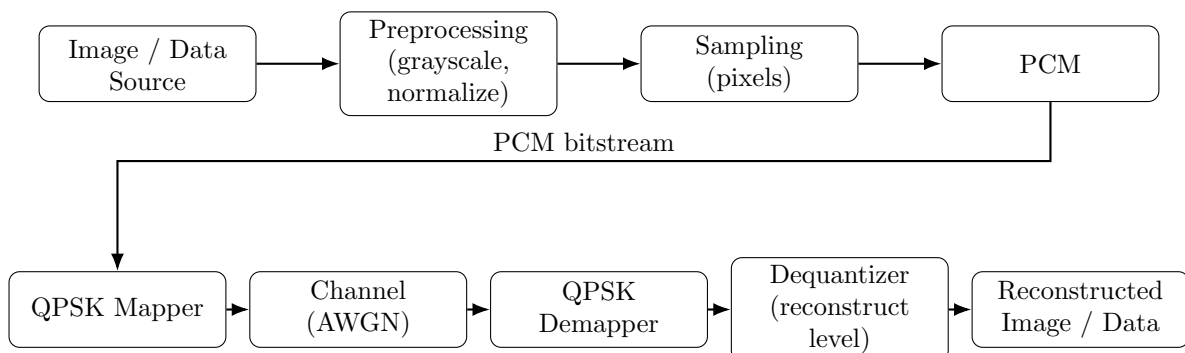 Image / Data
Source
Preprocessing
(grayscale,
normalize)
Sampling
(pixels)
PCM
PCM bitstream
QPSK Mapper
Channel
(AWGN)
QPSK
Demapper
Dequantizer
(reconstruct
level)
Reconstructed
Image / Data